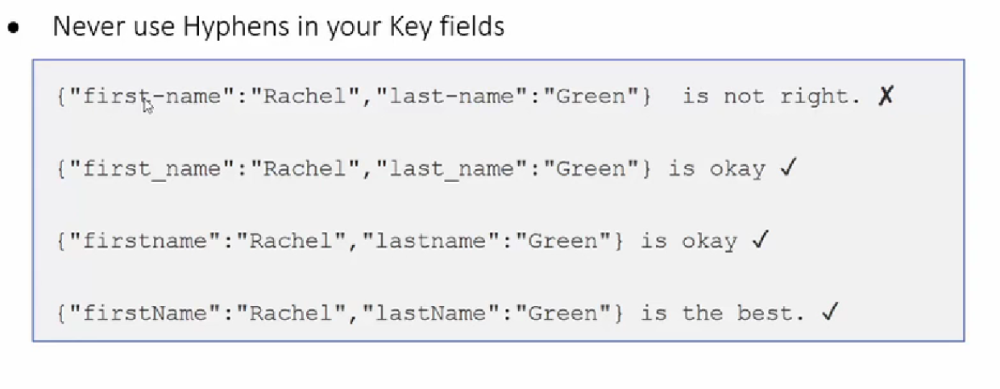 ● Never use Hyphens in your Key fields
{"first-name":"Rachel","last-name":"Green"} is not right. ✗
{"first_name":"Rachel","last_name":"Green"} is okay ✓
{"firstname":"Rachel","lastname":"Green"} is okay ✓
{"firstName":"Rachel","lastName":"Green"} is the best. ✓